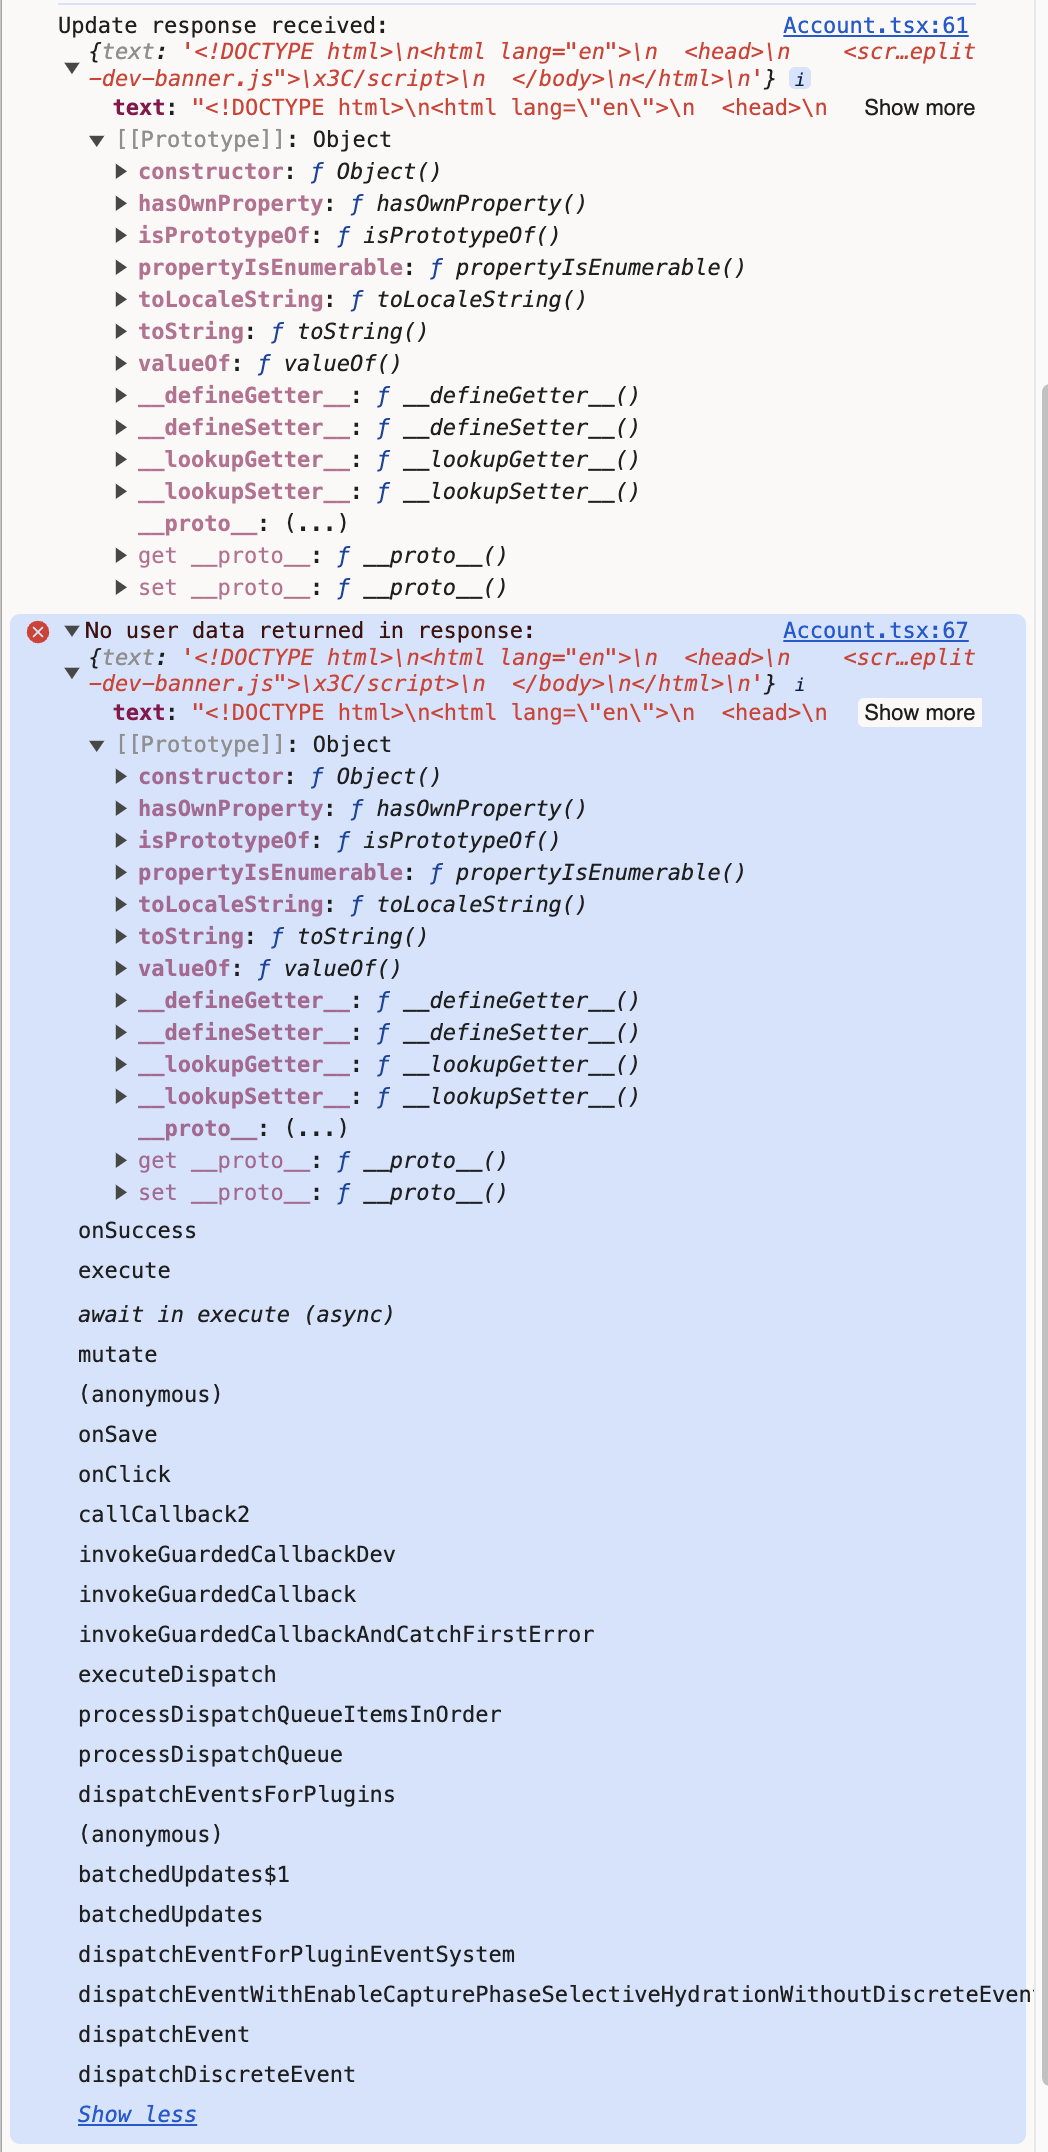 Update response received: Account.tsx:61
{text: '<!DOCTYPE html>\n<html lang="en">\n  <head>\n    <scr…eplit
-dev-banner.js">\x3C/script>\n  </body>\n</html>\n'} i
text: "<!DOCTYPE html>\n<html lang=\"en\">\n  <head>\n Show more
[[Prototype]]: Object
constructor: ƒ Object()
hasOwnProperty: ƒ hasOwnProperty()
isPrototypeOf: ƒ isPrototypeOf()
propertyIsEnumerable: ƒ propertyIsEnumerable()
toLocaleString: ƒ toLocaleString()
toString: ƒ toString()
valueOf: ƒ valueOf()
__defineGetter__: ƒ __defineGetter__()
__defineSetter__: ƒ __defineSetter__()
__lookupGetter__: ƒ __lookupGetter__()
__lookupSetter__: ƒ __lookupSetter__()
__proto__: (...)
get __proto__: ƒ __proto__()
set __proto__: ƒ __proto__()
No user data returned in response: Account.tsx:67
{text: '<!DOCTYPE html>\n<html lang="en">\n  <head>\n    <scr…eplit
-dev-banner.js">\x3C/script>\n  </body>\n</html>\n'} i
text: "<!DOCTYPE html>\n<html lang=\"en\">\n  <head>\n Show more
[[Prototype]]: Object
constructor: ƒ Object()
hasOwnProperty: ƒ hasOwnProperty()
isPrototypeOf: ƒ isPrototypeOf()
propertyIsEnumerable: ƒ propertyIsEnumerable()
toLocaleString: ƒ toLocaleString()
toString: ƒ toString()
valueOf: ƒ valueOf()
__defineGetter__: ƒ __defineGetter__()
__defineSetter__: ƒ __defineSetter__()
__lookupGetter__: ƒ __lookupGetter__()
__lookupSetter__: ƒ __lookupSetter__()
__proto__: (...)
get __proto__: ƒ __proto__()
set __proto__: ƒ __proto__()
onSuccess
execute
await in execute (async)
mutate
(anonymous)
onSave
onClick
callCallback2
invokeGuardedCallbackDev
invokeGuardedCallback
invokeGuardedCallbackAndCatchFirstError
executeDispatch
processDispatchQueueItemsInOrder
processDispatchQueue
dispatchEventsForPlugins
(anonymous)
batchedUpdates$1
batchedUpdates
dispatchEventForPluginEventSystem
dispatchEventWithEnableCapturePhaseSelectiveHydrationWithoutDiscreteEven
dispatchEvent
dispatchDiscreteEvent
Show less